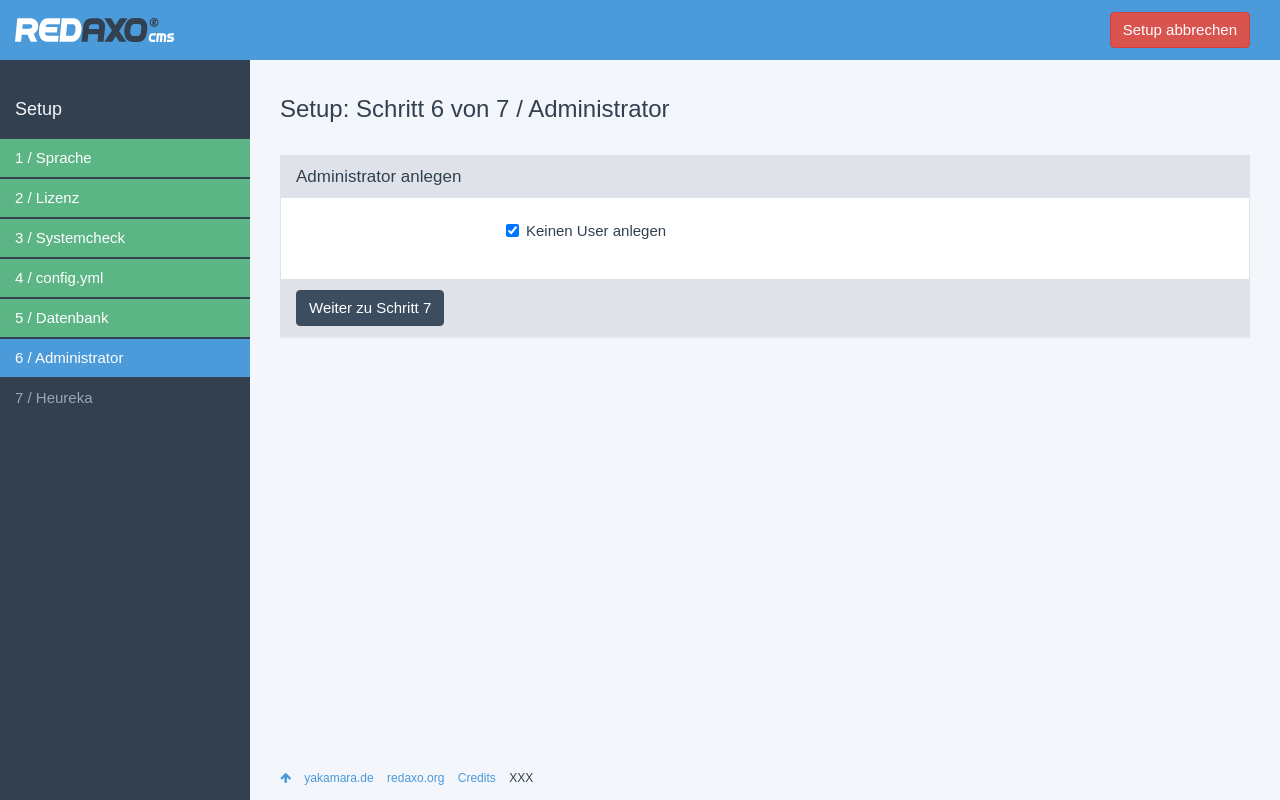 REDAXO® cms
Setup abbrechen
Setup
1 / Sprache
2 / Lizenz
3 / Systemcheck
4 / config.yml
5 / Datenbank
6 / Administrator
7 / Heureka
Setup: Schritt 6 von 7 / Administrator
Administrator anlegen
Keinen User anlegen
Weiter zu Schritt 7
yakamara.de redaxo.org Credits XXX